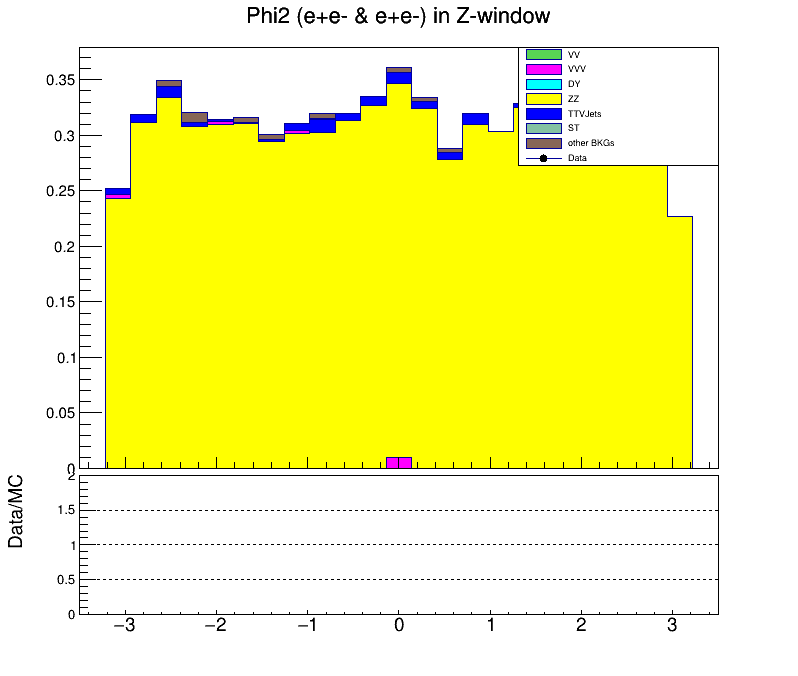 Phi2 (e+e- & e+e-) in Z-window
VV
VVV
DY
ZZ
TTVJets
ST
other BKGs
Data
0.35
0.3
0.25
0.2
0.15
0.1
0.05
0
Data/MC
2
1.5
1
0.5
0
−3 −2 −1 0 1 2 3